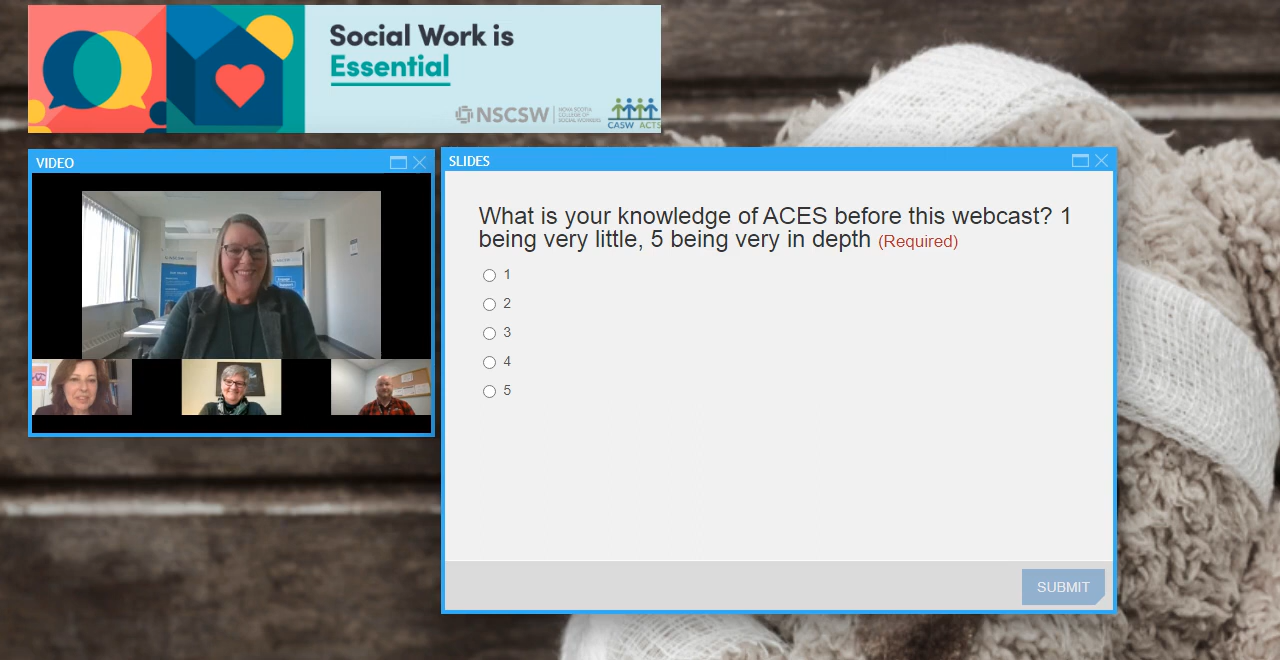 Social Work is
Essential
NSCSW
NOVA SCOTIA
COLLEGE OF
SOCIAL WORKERS
CASW ACTS
VIDEO
SLIDES
What is your knowledge of ACES before this webcast? 1
being very little, 5 being very in depth (Required)
1
2
3
4
5
SUBMIT